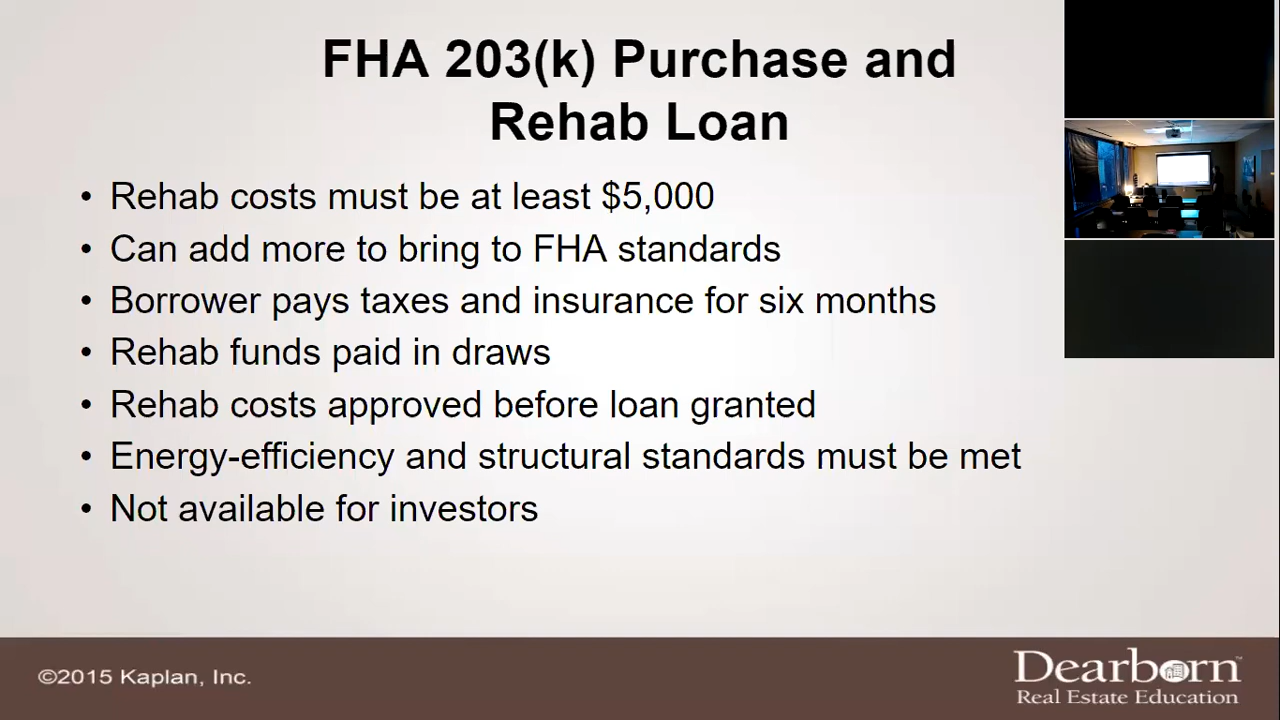 FHA 203(k) Purchase and
Rehab Loan
• Rehab costs must be at least $5,000
• Can add more to bring to FHA standards
• Borrower pays taxes and insurance for six months
• Rehab funds paid in draws
• Rehab costs approved before loan granted
• Energy-efficiency and structural standards must be met
• Not available for investors
©2015 Kaplan, Inc.
Dearborn™
Real Estate Education